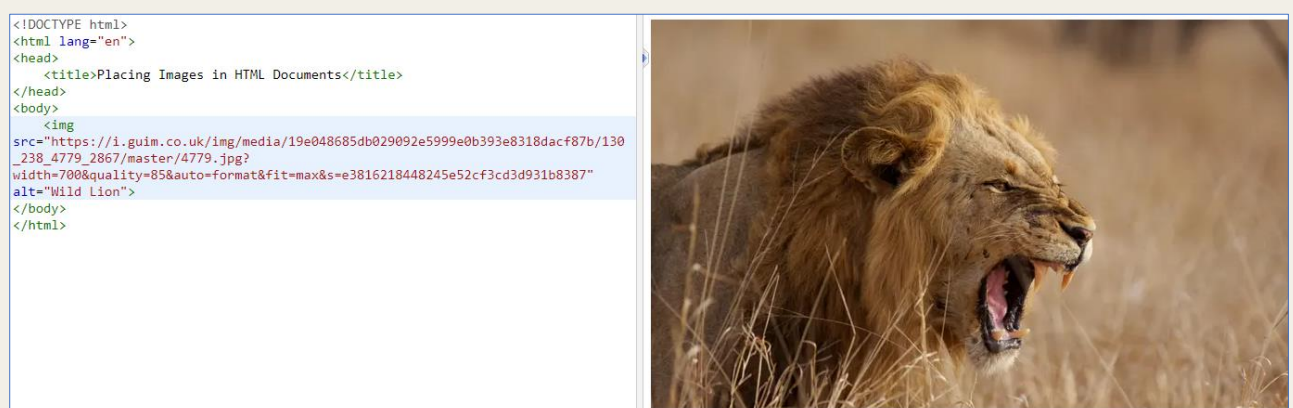 <!DOCTYPE html>
<html lang="en">
<head>
    <title>Placing Images in HTML Documents</title>
</head>
<body>
    <img
src="https://i.guim.co.uk/img/media/19e048685db029092e5999e0b393e8318dacf87b/130
_238_4779_2867/master/4779.jpg?
width=700&quality=85&auto=format&fit=max&s=e3816218448245e52cf3cd3d931b8387"
alt="Wild Lion">
</body>
</html>